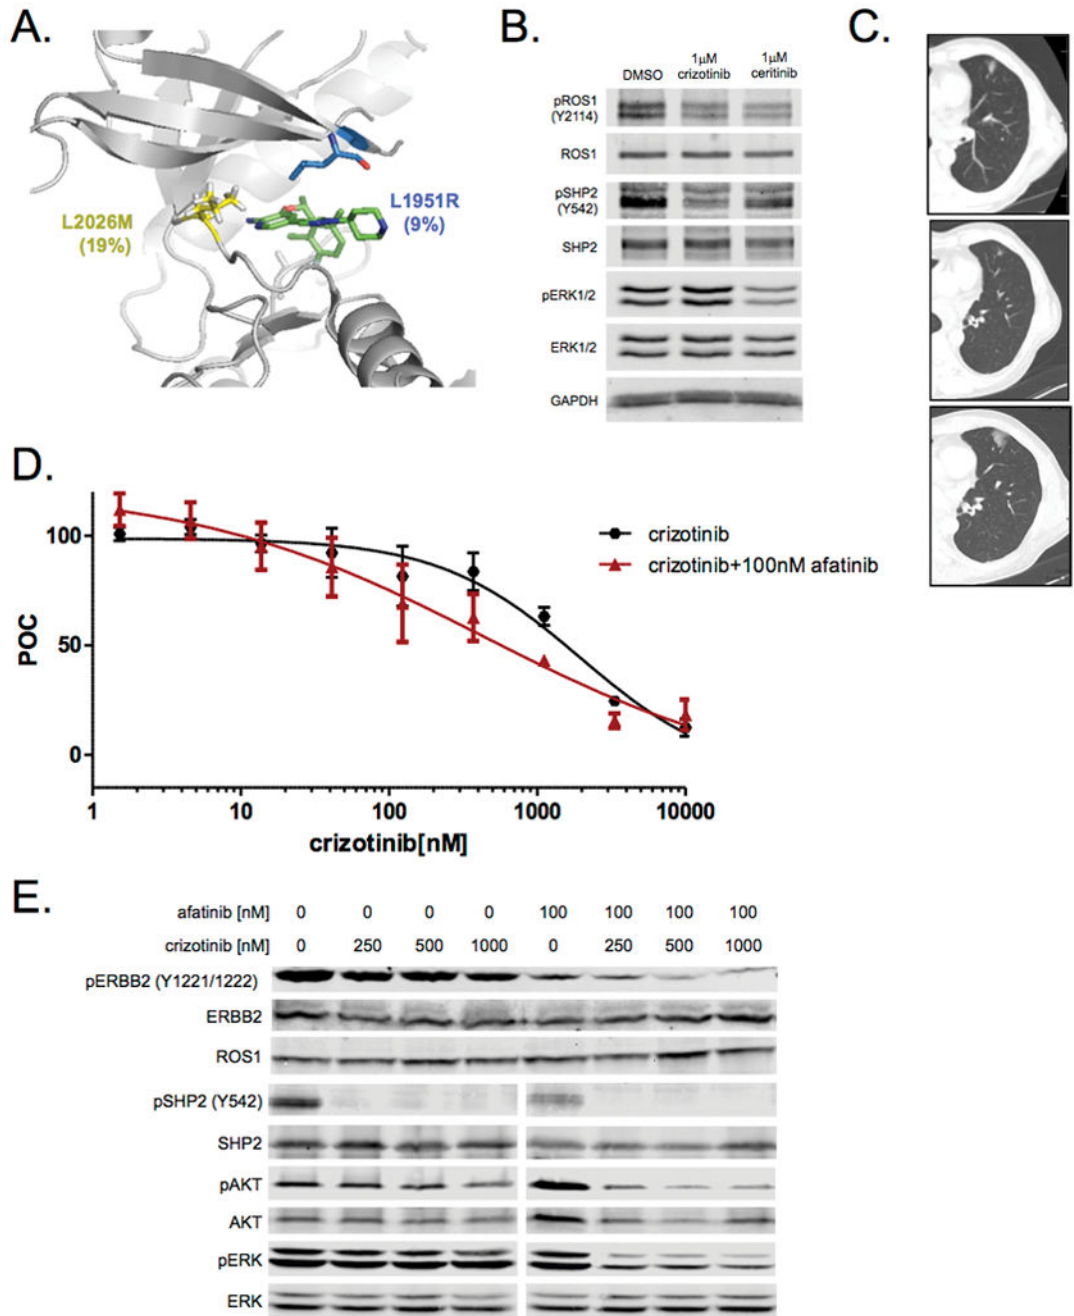 A.
L2026M
(19%)
L1951R
(9%)
B.
DMSO
1μM
crizotinib
1μM
ceritinib
pROS1
(Y2114)
ROS1
pSHP2
(Y542)
SHP2
pERK1/2
ERK1/2
GAPDH
C.
D.
POC
100
50
0
1
10
100
1000
10000
crizotinib[nM]
crizotinib
crizotinib+100nM afatinib
E.
afatinib [nM] 0 0 0 0 100 100 100 100
crizotinib [nM] 0 250 500 1000 0 250 500 1000
pERBB2 (Y1221/1222)
ERBB2
ROS1
pSHP2 (Y542)
SHP2
pAKT
AKT
pERK
ERK